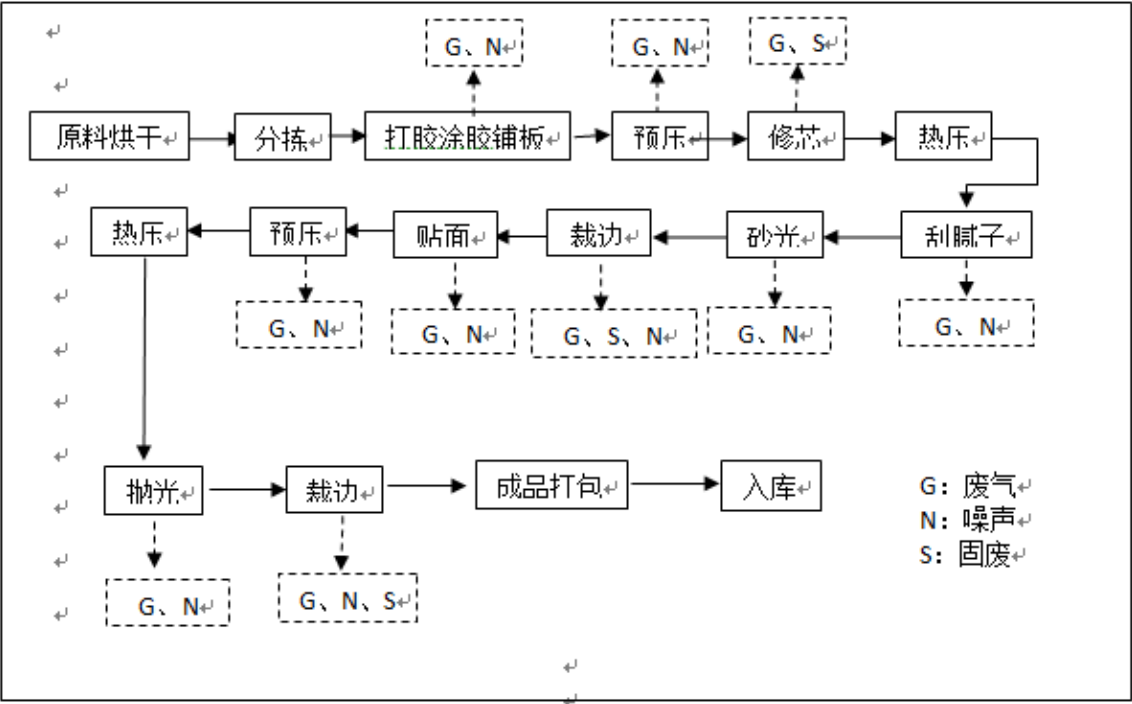 G、N
G、N
G、S
原料烘干
分拣
打胶涂胶铺板
预压
修芯
热压
热压
预压
贴面
裁边
砂光
刮腻子
G、N
G、N
G、S、N
G、N
G、N
抛光
裁边
成品打包
入库
G：废气
N：噪声
S：固废
G、N
G、N、S